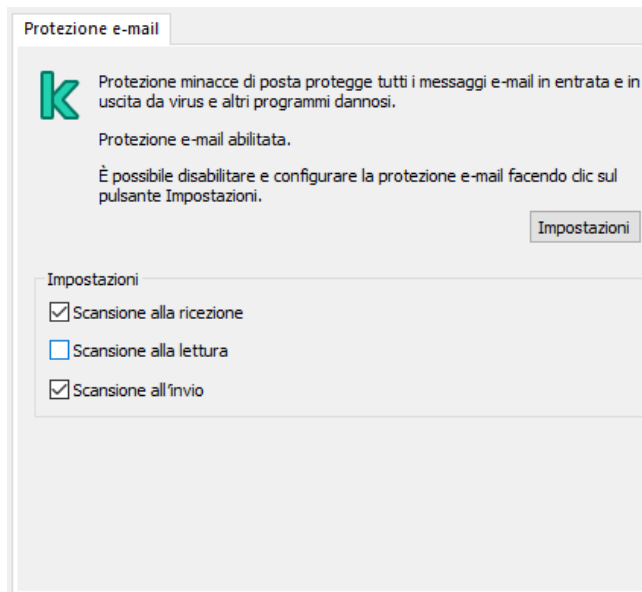 Protezione e-mail
Protezione minacce di posta protegge tutti i messaggi e-mail in entrata e in
uscita da virus e altri programmi dannosi.
Protezione e-mail abilitata.
È possibile disabilitare e configurare la protezione e-mail facendo clic sul
pulsante Impostazioni.
Impostazioni
Impostazioni
Scansione alla ricezione
Scansione alla lettura
Scansione all'invio